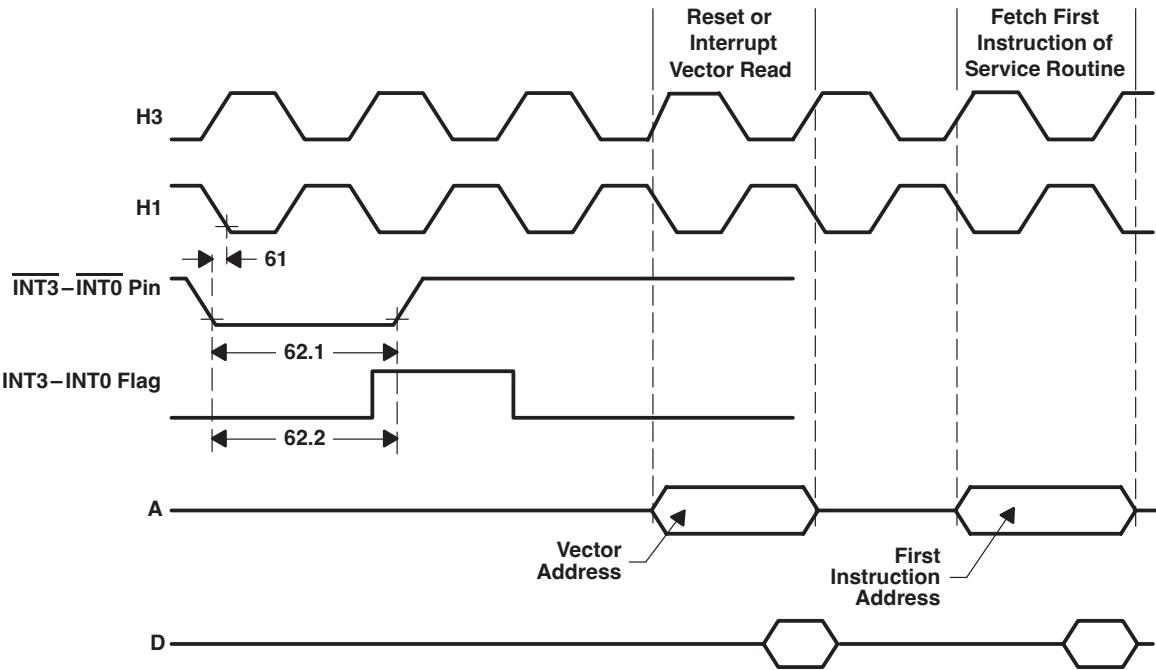 Reset or
Interrupt
Vector Read
Fetch First
Instruction of
Service Routine
H3
H1
61
INT3–INT0 Pin
62.1
INT3–INT0 Flag
62.2
A
Vector
Address
First
Instruction
Address
D